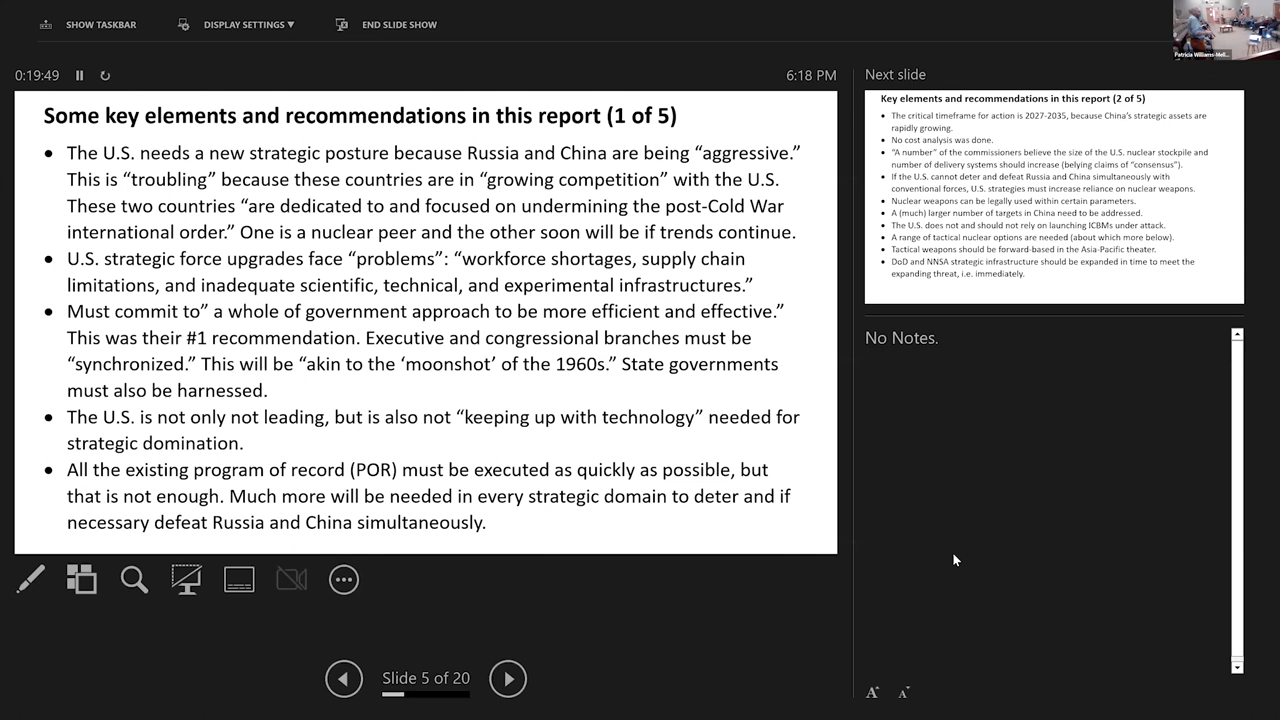 SHOW TASKBAR
DISPLAY SETTINGS ▼
END SLIDE SHOW
Patricia Williams-Mel...
0:19:49
6:18 PM
Some key elements and recommendations in this report (1 of 5)
• The U.S. needs a new strategic posture because Russia and China are being “aggressive.”
This is “troubling” because these countries are in “growing competition” with the U.S.
These two countries “are dedicated to and focused on undermining the post-Cold War
international order.” One is a nuclear peer and the other soon will be if trends continue.
• U.S. strategic force upgrades face “problems”: “workforce shortages, supply chain
limitations, and inadequate scientific, technical, and experimental infrastructures.”
• Must commit to” a whole of government approach to be more efficient and effective.”
This was their #1 recommendation. Executive and congressional branches must be
“synchronized.” This will be “akin to the ‘moonshot’ of the 1960s.” State governments
must also be harnessed.
• The U.S. is not only not leading, but is also not “keeping up with technology” needed for
strategic domination.
• All the existing program of record (POR) must be executed as quickly as possible, but
that is not enough. Much more will be needed in every strategic domain to deter and if
necessary defeat Russia and China simultaneously.
Slide 5 of 20
Next slide
Key elements and recommendations in this report (2 of 5)
• The critical timeframe for action is 2027-2035, because China’s strategic assets are
rapidly growing.
• No cost analysis was done.
• “A number” of the commissioners believe the size of the U.S. nuclear stockpile and
number of delivery systems should increase (belying claims of “consensus”).
• If the U.S. cannot deter and defeat Russia and China simultaneously with
conventional forces, U.S. strategies must increase reliance on nuclear weapons.
• Nuclear weapons can be legally used within certain parameters.
• A (much) larger number of targets in China need to be addressed.
• The U.S. does not and should not rely on launching ICBMs under attack.
• A range of tactical nuclear options are needed (about which more below).
• Tactical weapons should be forward-based in the Asia-Pacific theater.
• DoD and NNSA strategic infrastructure should be expanded in time to meet the
expanding threat, i.e. immediately.
No Notes.
A A